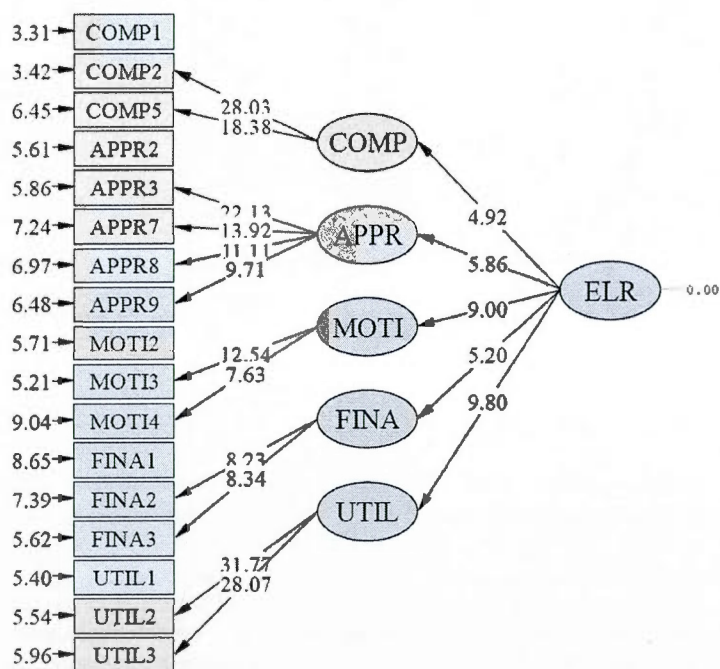 3.31 COMP1
3.42 COMP2
6.45 COMP5
5.61 APPR2
5.86 APPR3
7.24 APPR7
6.97 APPR8
6.48 APPR9
5.71 MOTI2
5.21 MOTI3
9.04 MOTI4
8.65 FINA1
7.39 FINA2
5.62 FINA3
5.40 UTIL1
5.54 UTIL2
5.96 UTIL3
28.03
18.38
22.13
13.92
11.11
9.71
12.54
7.63
8.23
8.34
31.77
28.07
COMP
APPR
MOTI
FINA
UTIL
4.92
5.86
9.00
5.20
9.80
ELR
0.00